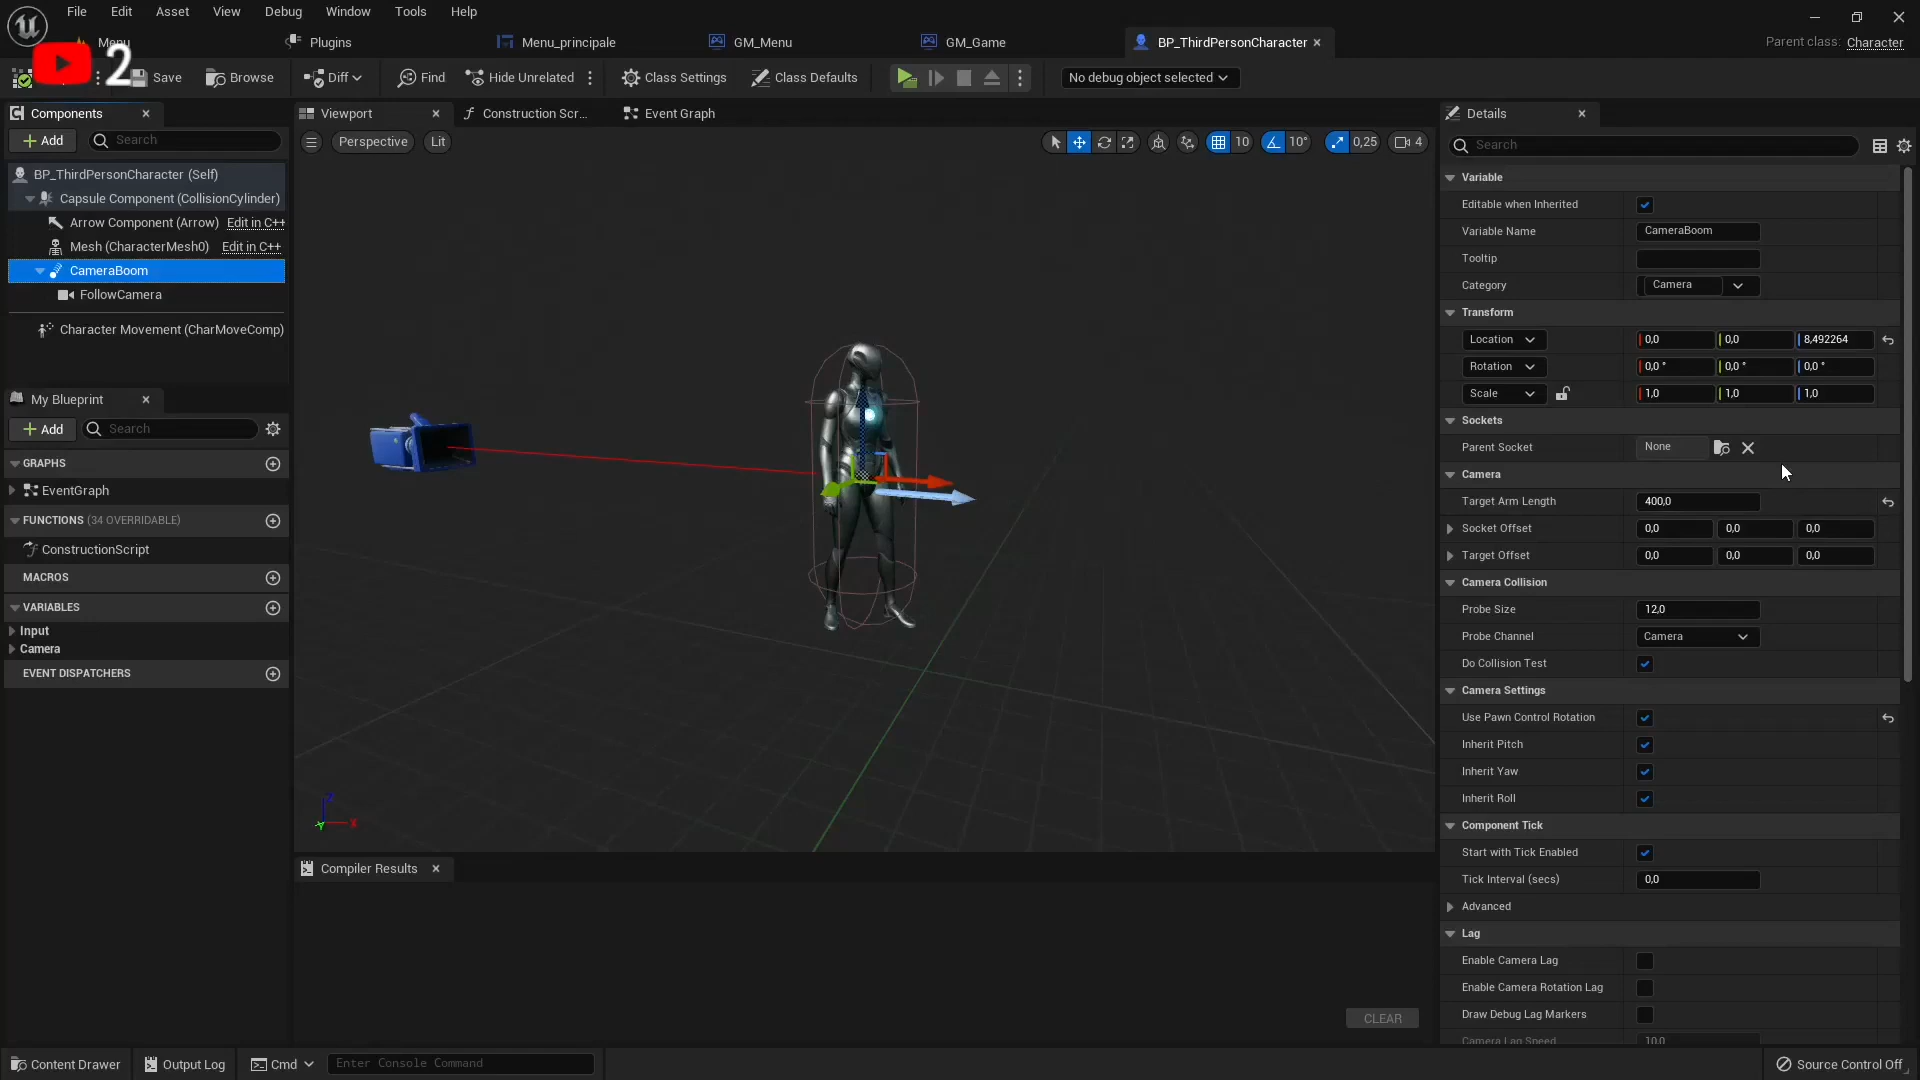 File Edit Asset View Debug Window Tools Help
Menu Plugins Menu_principale GM_Menu GM_Game BP_ThirdPersonCharacter Parent class: Character
2 Save Browse Diff Find Hide Unrelated Class Settings Class Defaults No debug object selected
Components
Add Search
BP_ThirdPersonCharacter (Self)
Capsule Component (CollisionCylinder)
Arrow Component (Arrow) Edit in C++
Mesh (CharacterMesh0) Edit in C++
CameraBoom
FollowCamera
Character Movement (CharMoveComp)
My Blueprint
Add Search
GRAPHS
EventGraph
FUNCTIONS (34 OVERRIDABLE)
ConstructionScript
MACROS
VARIABLES
Input
Camera
EVENT DISPATCHERS
Viewport Construction Scr... Event Graph
Perspective Lit 10 10° 0,25 4
Z
Y X
Compiler Results
CLEAR
Details
Search
Variable
Editable when Inherited
Variable Name CameraBoom
Tooltip
Category Camera
Transform
Location 0,0 0,0 8,492264
Rotation 0,0 ° 0,0 ° 0,0 °
Scale 1,0 1,0 1,0
Sockets
Parent Socket None
Camera
Target Arm Length 400,0
Socket Offset 0,0 0,0 0,0
Target Offset 0,0 0,0 0,0
Camera Collision
Probe Size 12,0
Probe Channel Camera
Do Collision Test
Camera Settings
Use Pawn Control Rotation
Inherit Pitch
Inherit Yaw
Inherit Roll
Component Tick
Start with Tick Enabled
Tick Interval (secs) 0,0
Advanced
Lag
Enable Camera Lag
Enable Camera Rotation Lag
Draw Debug Lag Markers
Camera Lag Speed 10,0
Content Drawer Output Log Cmd Enter Console Command Source Control Off